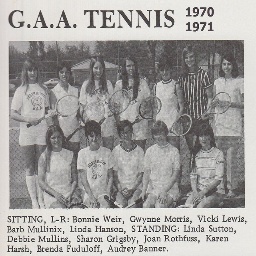 G.A.A. TENNIS 1970
1971
SITTING, L-R: Bonnie Weir, Gwynne Morris, Vicki Lewis,
Barb Mullinix, Linda Hanson, STANDING: Linda Sutton,
Debbie Mullins, Sharon Grigsby, Joan Rothfuss, Karen
Harsh, Brenda Fuduloff, Audrey Banner.